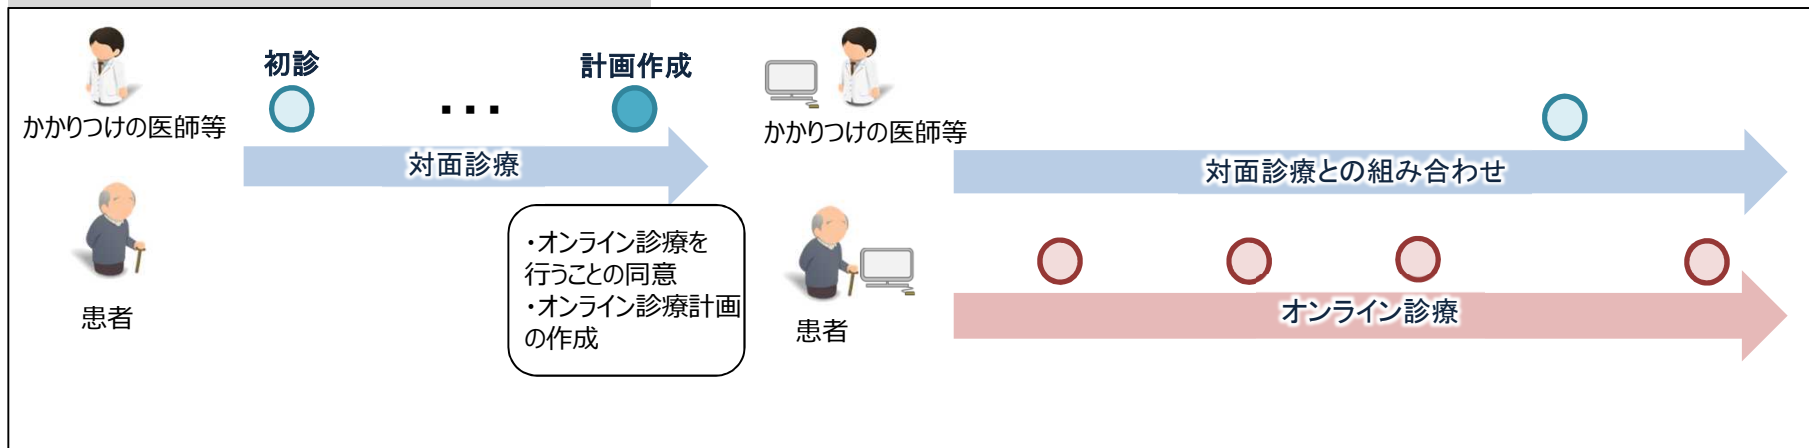 初診
・・・
計画作成
かかりつけの医師等
対面診療
患者
・オンライン診療を
行うことの同意
・オンライン診療計画
の作成
かかりつけの医師等
対面診療との組み合わせ
患者
オンライン診療